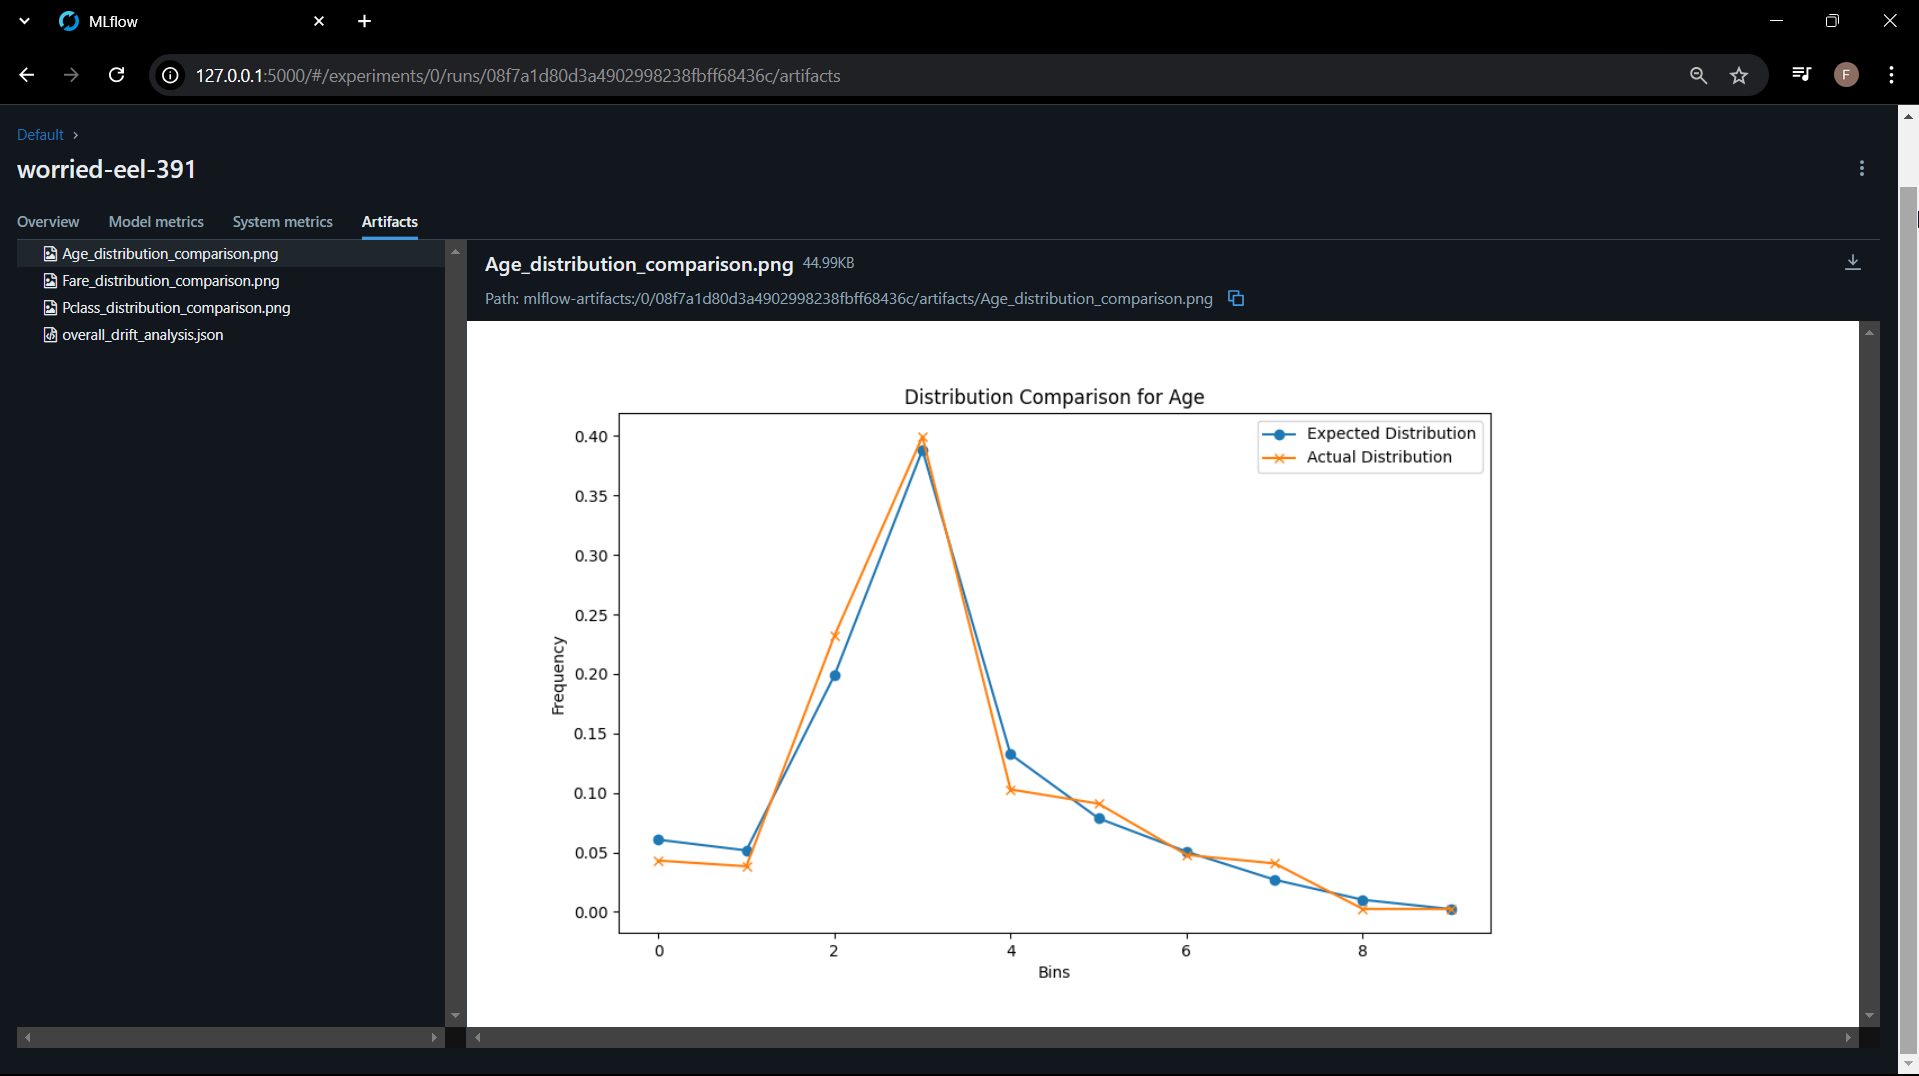 MLflow
127.0.0.1:5000/#/experiments/0/runs/08f7a1d80d3a4902998238fbff68436c/artifacts
F
Default
worried-eel-391
Overview Model metrics System metrics Artifacts
Age_distribution_comparison.png
Fare_distribution_comparison.png
Pclass_distribution_comparison.png
overall_drift_analysis.json
Age_distribution_comparison.png 44.99KB
Path: mlflow-artifacts:/0/08f7a1d80d3a4902998238fbff68436c/artifacts/Age_distribution_comparison.png
Distribution Comparison for Age
Expected Distribution
Actual Distribution
0.40
0.35
0.30
0.25
0.20
0.15
0.10
0.05
0.00
Frequency
0 2 4 6 8
Bins